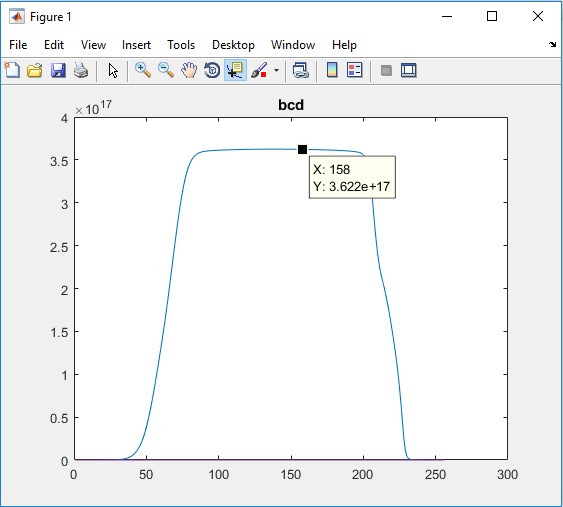 Figure 1
File Edit View Insert Tools Desktop Window Help
×10^17
bcd
4
3.5
3
2.5
2
1.5
1
0.5
0
X: 158
Y: 3.622e+17
0 50 100 150 200 250 300